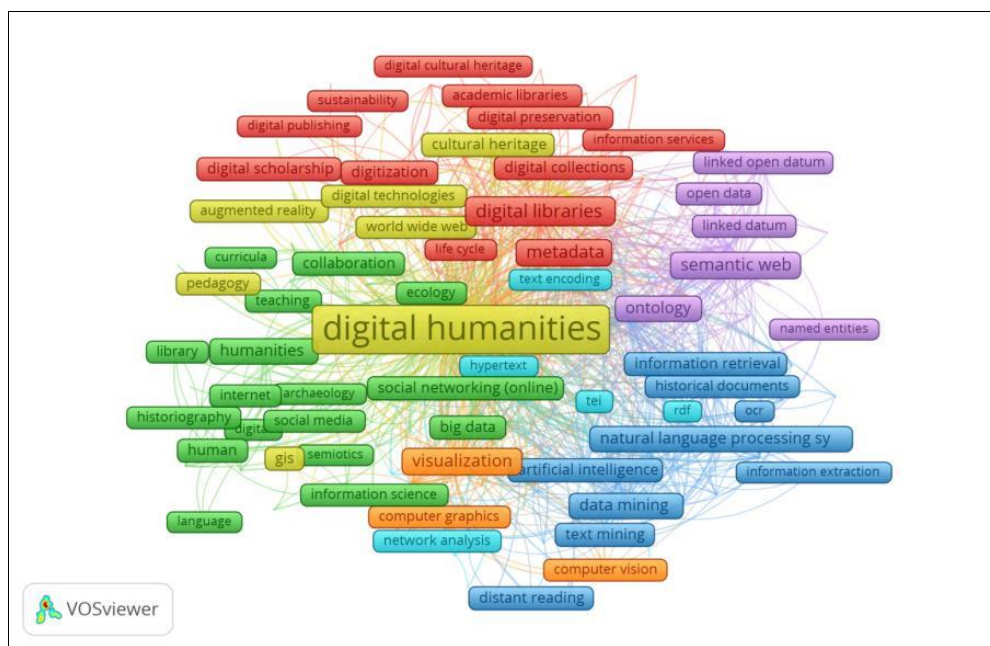 digital cultural heritage
sustainability
academic libraries
digital publishing
digital preservation
cultural heritage
information services
digital scholarship
digitization
digital collections
linked open datum
digital technologies
open data
augmented reality
digital libraries
world wide web
linked datum
life cycle
metadata
curricula
collaboration
semantic web
pedagogy
text encoding
teaching
ecology
ontology
digital humanities
named entities
library
humanities
hypertext
information retrieval
internet
archaeology
social networking (online)
historical documents
tei
rdf
ocr
historiography
digital
social media
big data
natural language processing sy
human
gis
semiotics
visualization
artificial intelligence
information extraction
information science
data mining
language
computer graphics
network analysis
text mining
computer vision
distant reading
VOSviewer